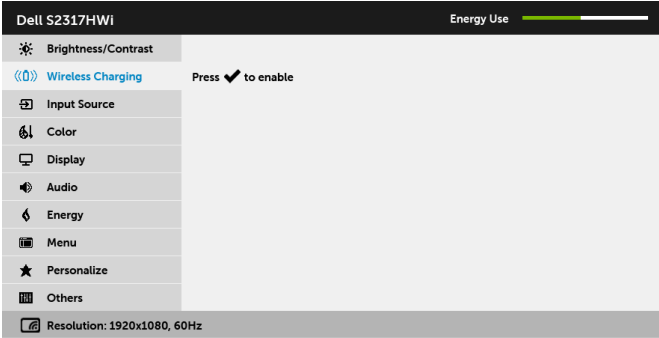 Dell S2317HWi Energy Use
Brightness/Contrast
Wireless Charging Press ✔ to enable
Input Source
Color
Display
Audio
Energy
Menu
Personalize
Others
Resolution: 1920x1080, 60Hz